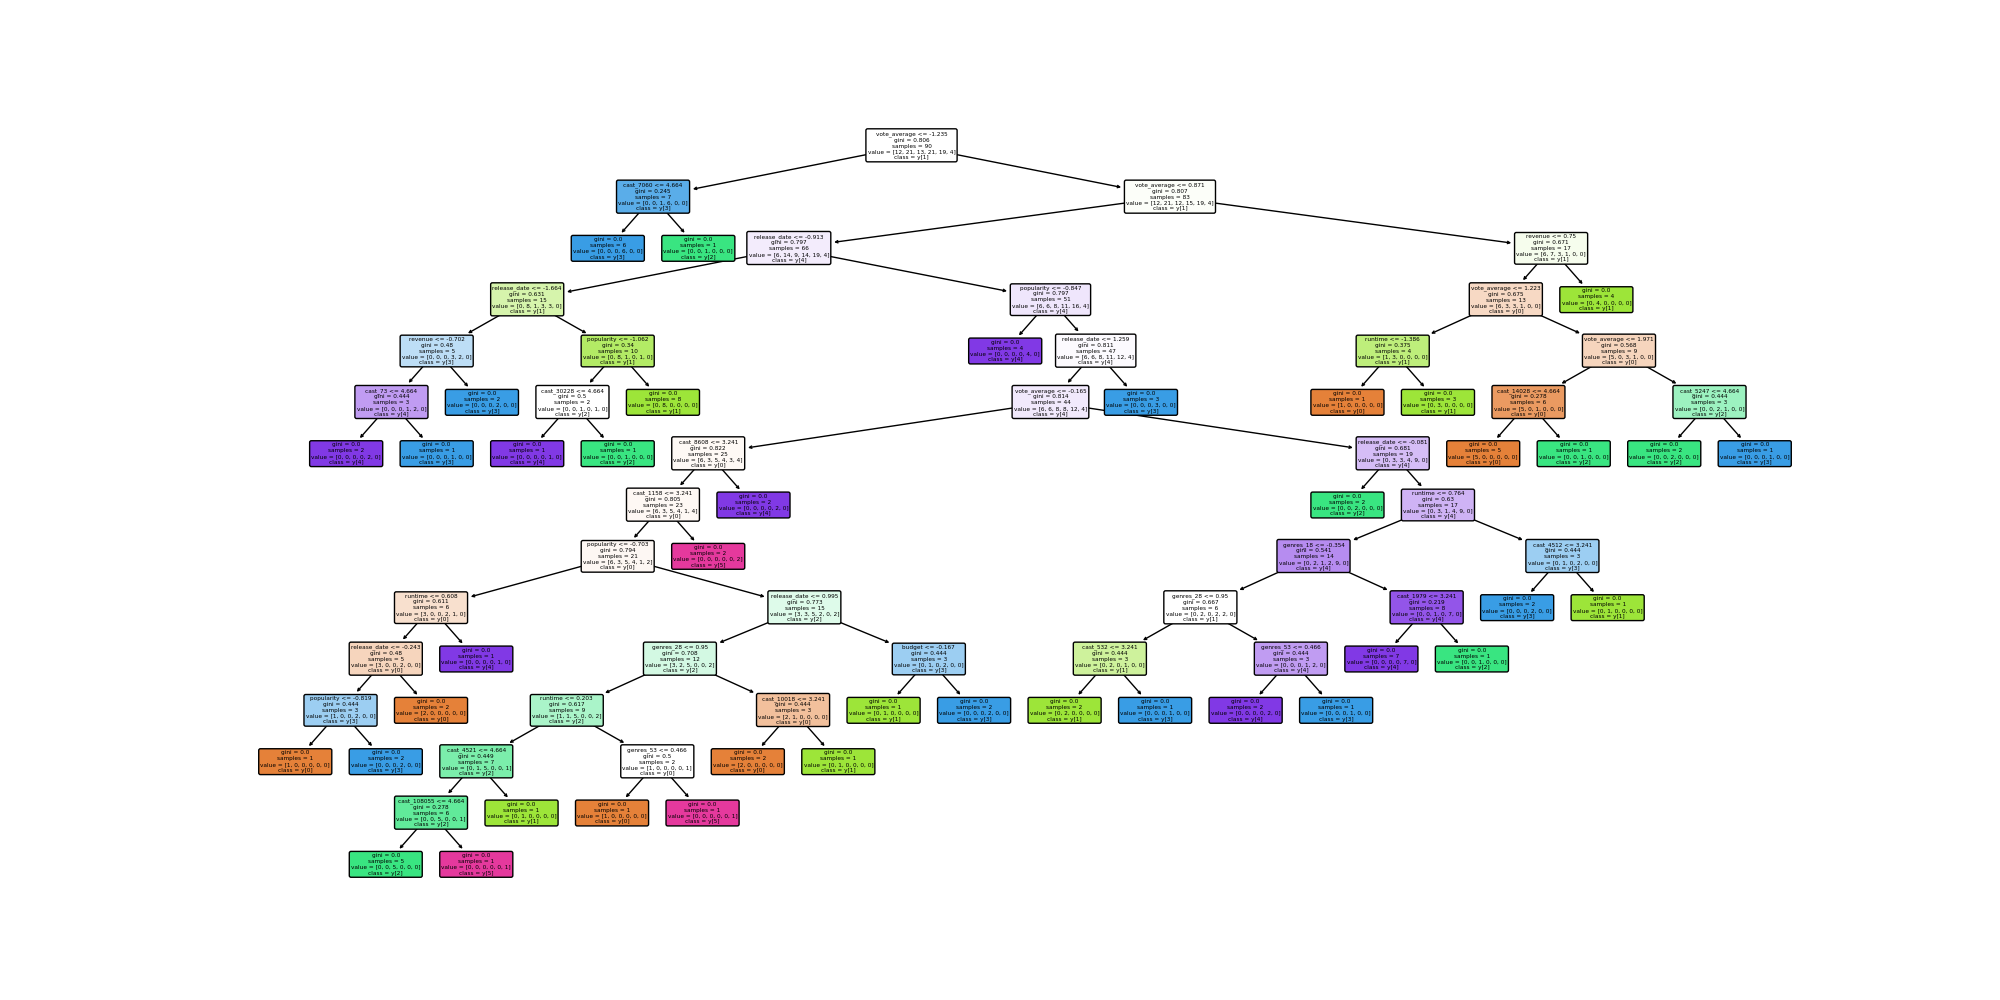 vote_average <= -1.235
gini = 0.806
samples = 90
value = [12, 21, 13, 21, 19, 4]
class = y[1]
cast_7060 <= 4.664
gini = 0.245
samples = 7
value = [0, 0, 1, 6, 0, 0]
class = y[3]
vote_average <= 0.871
gini = 0.807
samples = 83
value = [12, 21, 12, 15, 19, 4]
class = y[1]
gini = 0.0
samples = 6
value = [0, 0, 0, 6, 0, 0]
class = y[3]
gini = 0.0
samples = 1
value = [0, 0, 1, 0, 0, 0]
class = y[2]
release_date <= -0.913
gini = 0.797
samples = 66
value = [6, 14, 9, 14, 19, 4]
class = y[4]
revenue <= 0.75
gini = 0.671
samples = 17
value = [6, 7, 3, 1, 0, 0]
class = y[1]
release_date <= -1.664
gini = 0.631
samples = 15
value = [0, 8, 1, 3, 3, 0]
class = y[1]
popularity <= -0.847
gini = 0.797
samples = 51
value = [6, 6, 8, 11, 16, 4]
class = y[4]
vote_average <= 1.223
gini = 0.675
samples = 13
value = [6, 3, 3, 1, 0, 0]
class = y[0]
gini = 0.0
samples = 4
value = [0, 4, 0, 0, 0, 0]
class = y[1]
revenue <= -0.702
gini = 0.48
samples = 5
value = [0, 0, 0, 3, 2, 0]
class = y[3]
popularity <= -1.062
gini = 0.34
samples = 10
value = [0, 8, 1, 0, 1, 0]
class = y[1]
gini = 0.0
samples = 4
value = [0, 0, 0, 0, 4, 0]
class = y[4]
release_date <= 1.259
gini = 0.811
samples = 47
value = [6, 6, 8, 11, 12, 4]
class = y[4]
runtime <= -1.386
gini = 0.375
samples = 4
value = [1, 3, 0, 0, 0, 0]
class = y[1]
vote_average <= 1.971
gini = 0.568
samples = 9
value = [5, 0, 3, 1, 0, 0]
class = y[0]
cast_73 <= 4.664
gini = 0.444
samples = 3
value = [0, 0, 0, 1, 2, 0]
class = y[4]
gini = 0.0
samples = 2
value = [0, 0, 0, 2, 0, 0]
class = y[3]
cast_30228 <= 4.664
gini = 0.5
samples = 2
value = [0, 0, 1, 0, 1, 0]
class = y[2]
gini = 0.0
samples = 8
value = [0, 8, 0, 0, 0, 0]
class = y[1]
vote_average <= -0.165
gini = 0.814
samples = 44
value = [6, 6, 8, 8, 12, 4]
class = y[4]
gini = 0.0
samples = 3
value = [0, 0, 0, 3, 0, 0]
class = y[3]
gini = 0.0
samples = 1
value = [1, 0, 0, 0, 0, 0]
class = y[0]
gini = 0.0
samples = 3
value = [0, 3, 0, 0, 0, 0]
class = y[1]
cast_14028 <= 4.664
gini = 0.278
samples = 6
value = [5, 0, 1, 0, 0, 0]
class = y[0]
cast_5247 <= 4.664
gini = 0.444
samples = 3
value = [0, 0, 2, 1, 0, 0]
class = y[2]
gini = 0.0
samples = 2
value = [0, 0, 0, 0, 2, 0]
class = y[4]
gini = 0.0
samples = 1
value = [0, 0, 0, 1, 0, 0]
class = y[3]
gini = 0.0
samples = 1
value = [0, 0, 0, 0, 1, 0]
class = y[4]
gini = 0.0
samples = 1
value = [0, 0, 1, 0, 0, 0]
class = y[2]
cast_8608 <= 3.241
gini = 0.822
samples = 25
value = [6, 3, 5, 4, 3, 4]
class = y[0]
release_date <= -0.081
gini = 0.681
samples = 19
value = [0, 3, 3, 4, 9, 0]
class = y[4]
gini = 0.0
samples = 5
value = [5, 0, 0, 0, 0, 0]
class = y[0]
gini = 0.0
samples = 1
value = [0, 0, 1, 0, 0, 0]
class = y[2]
gini = 0.0
samples = 2
value = [0, 0, 2, 0, 0, 0]
class = y[2]
gini = 0.0
samples = 1
value = [0, 0, 0, 1, 0, 0]
class = y[3]
cast_1158 <= 3.241
gini = 0.805
samples = 23
value = [6, 3, 5, 4, 1, 4]
class = y[0]
gini = 0.0
samples = 2
value = [0, 0, 0, 0, 2, 0]
class = y[4]
gini = 0.0
samples = 2
value = [0, 0, 2, 0, 0, 0]
class = y[2]
runtime <= 0.764
gini = 0.63
samples = 17
value = [0, 3, 1, 4, 9, 0]
class = y[4]
popularity <= -0.703
gini = 0.794
samples = 21
value = [6, 3, 5, 4, 1, 2]
class = y[0]
gini = 0.0
samples = 2
value = [0, 0, 0, 0, 0, 2]
class = y[5]
genres_18 <= -0.354
gini = 0.541
samples = 14
value = [0, 2, 1, 2, 9, 0]
class = y[4]
cast_4512 <= 3.241
gini = 0.444
samples = 3
value = [0, 1, 0, 2, 0, 0]
class = y[3]
runtime <= 0.608
gini = 0.611
samples = 6
value = [3, 0, 0, 2, 1, 0]
class = y[0]
release_date <= 0.995
gini = 0.773
samples = 15
value = [3, 3, 5, 2, 0, 2]
class = y[2]
genres_28 <= 0.95
gini = 0.667
samples = 6
value = [0, 2, 0, 2, 2, 0]
class = y[1]
cast_1979 <= 3.241
gini = 0.219
samples = 8
value = [0, 0, 1, 0, 7, 0]
class = y[4]
gini = 0.0
samples = 2
value = [0, 0, 0, 2, 0, 0]
class = y[3]
gini = 0.0
samples = 1
value = [0, 1, 0, 0, 0, 0]
class = y[1]
release_date <= -0.243
gini = 0.48
samples = 5
value = [3, 0, 0, 2, 0, 0]
class = y[0]
gini = 0.0
samples = 1
value = [0, 0, 0, 0, 1, 0]
class = y[4]
genres_28 <= 0.95
gini = 0.708
samples = 12
value = [3, 2, 5, 0, 0, 2]
class = y[2]
budget <= -0.167
gini = 0.444
samples = 3
value = [0, 1, 0, 2, 0, 0]
class = y[3]
cast_532 <= 3.241
gini = 0.444
samples = 3
value = [0, 2, 0, 1, 0, 0]
class = y[1]
genres_53 <= 0.466
gini = 0.444
samples = 3
value = [0, 0, 0, 1, 2, 0]
class = y[4]
gini = 0.0
samples = 7
value = [0, 0, 0, 0, 7, 0]
class = y[4]
gini = 0.0
samples = 1
value = [0, 0, 1, 0, 0, 0]
class = y[2]
popularity <= -0.819
gini = 0.444
samples = 3
value = [1, 0, 0, 2, 0, 0]
class = y[3]
gini = 0.0
samples = 2
value = [2, 0, 0, 0, 0, 0]
class = y[0]
runtime <= 0.203
gini = 0.617
samples = 9
value = [1, 1, 5, 0, 0, 2]
class = y[2]
cast_10018 <= 3.241
gini = 0.444
samples = 3
value = [2, 1, 0, 0, 0, 0]
class = y[0]
gini = 0.0
samples = 1
value = [0, 1, 0, 0, 0, 0]
class = y[1]
gini = 0.0
samples = 2
value = [0, 0, 0, 2, 0, 0]
class = y[3]
gini = 0.0
samples = 2
value = [0, 2, 0, 0, 0, 0]
class = y[1]
gini = 0.0
samples = 1
value = [0, 0, 0, 1, 0, 0]
class = y[3]
gini = 0.0
samples = 2
value = [0, 0, 0, 0, 2, 0]
class = y[4]
gini = 0.0
samples = 1
value = [0, 0, 0, 1, 0, 0]
class = y[3]
gini = 0.0
samples = 1
value = [1, 0, 0, 0, 0, 0]
class = y[0]
gini = 0.0
samples = 2
value = [0, 0, 0, 2, 0, 0]
class = y[3]
cast_4521 <= 4.664
gini = 0.449
samples = 7
value = [0, 1, 5, 0, 0, 1]
class = y[2]
genres_53 <= 0.466
gini = 0.5
samples = 2
value = [1, 0, 0, 0, 0, 1]
class = y[0]
gini = 0.0
samples = 2
value = [2, 0, 0, 0, 0, 0]
class = y[0]
gini = 0.0
samples = 1
value = [0, 1, 0, 0, 0, 0]
class = y[1]
cast_108055 <= 4.664
gini = 0.278
samples = 6
value = [0, 0, 5, 0, 0, 1]
class = y[2]
gini = 0.0
samples = 1
value = [0, 1, 0, 0, 0, 0]
class = y[1]
gini = 0.0
samples = 1
value = [1, 0, 0, 0, 0, 0]
class = y[0]
gini = 0.0
samples = 1
value = [0, 0, 0, 0, 0, 1]
class = y[5]
gini = 0.0
samples = 5
value = [0, 0, 5, 0, 0, 0]
class = y[2]
gini = 0.0
samples = 1
value = [0, 0, 0, 0, 0, 1]
class = y[5]